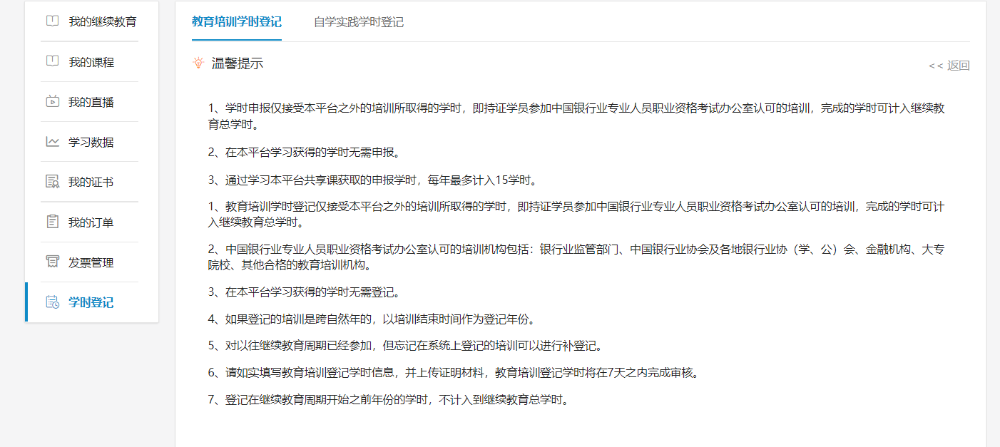 我的继续教育
我的课程
我的直播
学习数据
我的证书
我的订单
发票管理
学时登记
教育培训学时登记
自学实践学时登记
温馨提示
<< 返回
1、学时申报仅接受本平台之外的培训所取得的学时，即持证学员参加中国银行业专业人员职业资格考试办公室认可的培训，完成的学时可计入继续教
育总学时。
2、在本平台学习获得的学时无需申报。
3、通过学习本平台共享课获取的申报学时，每年最多计入15学时。
1、教育培训学时登记仅接受本平台之外的培训所取得的学时，即持证学员参加中国银行业专业人员职业资格考试办公室认可的培训，完成的学时可计
入继续教育总学时。
2、中国银行业专业人员职业资格考试办公室认可的培训机构包括：银行业监管部门、中国银行业协会及各地银行业协（学、公）会、金融机构、大专
院校、其他合格的教育培训机构。
3、在本平台学习获得的学时无需登记。
4、如果登记的培训是跨自然年的，以培训结束时间作为登记年份。
5、对以往继续教育周期已经参加，但忘记在系统上登记的培训可以进行补登记。
6、请如实填写教育培训登记学时信息，并上传证明材料，教育培训登记学时将在7天之内完成审核。
7、登记在继续教育周期开始之前年份的学时，不计入到继续教育总学时。